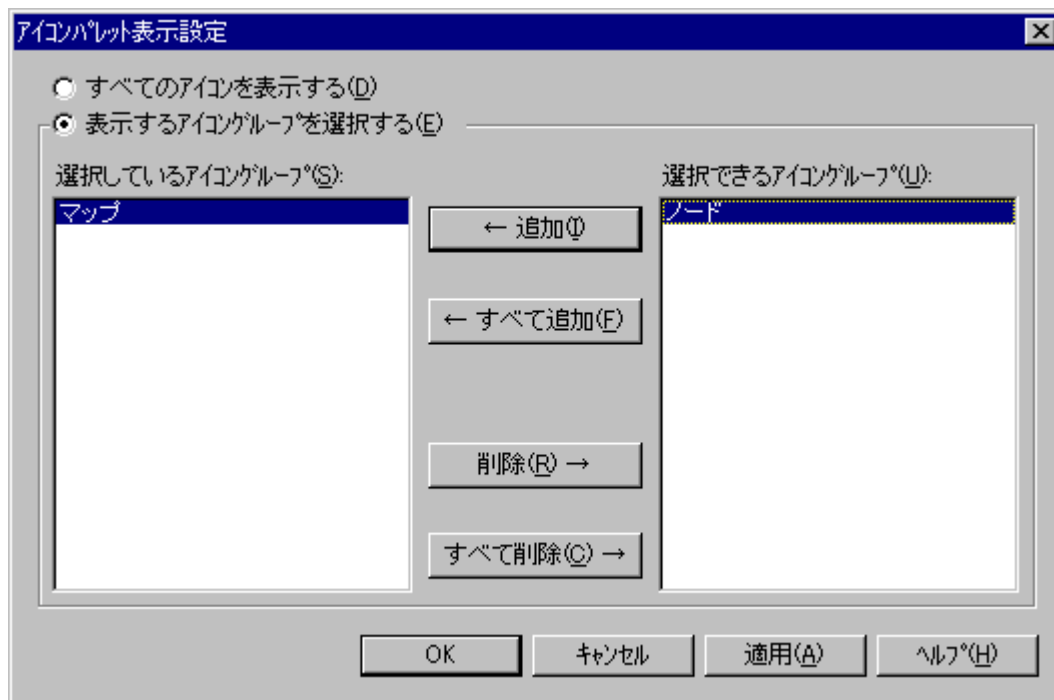 アイコンパレット表示設定
すべてのアイコンを表示する(D)
表示するアイコングループを選択する(E)
選択しているアイコングループ(S):
マップ
← 追加(I)
← すべて追加(F)
削除(R) →
すべて削除(C) →
選択できるアイコングループ(U):
ノード
OK
キャンセル
適用(A)
ヘルプ(H)